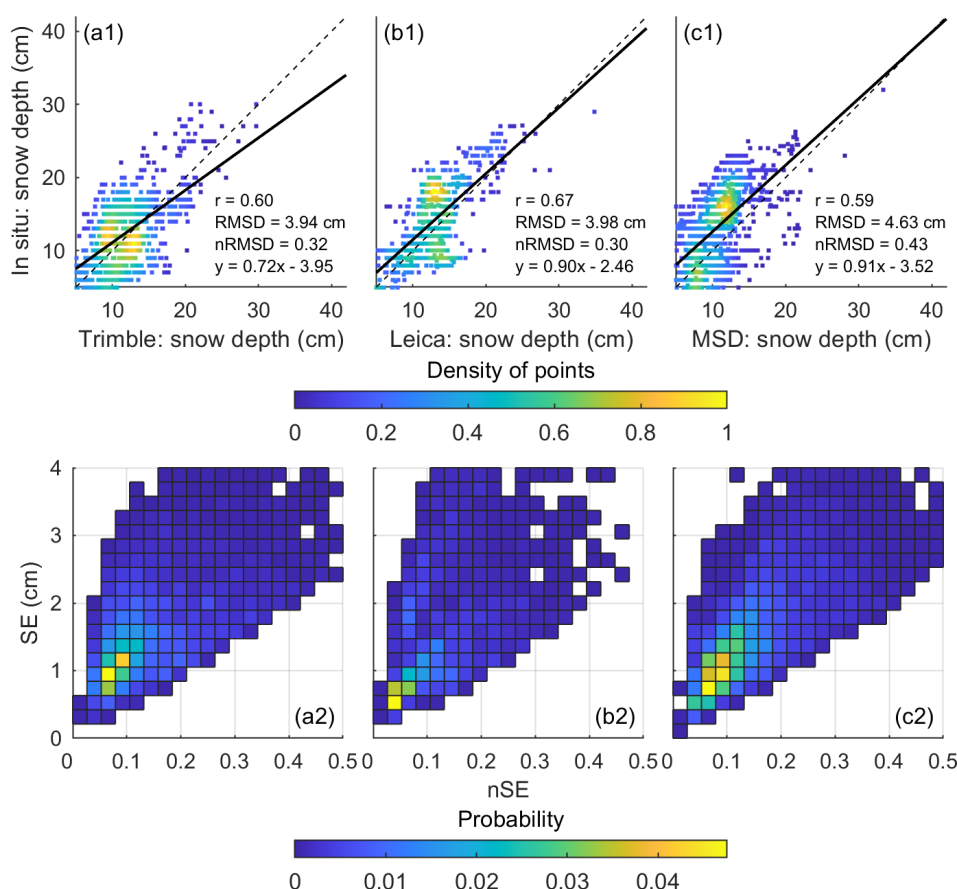 (a1)
(b1)
(c1)
In situ: snow depth (cm)
40
30
20
10
r = 0.60
RMSD = 3.94 cm
nRMSD = 0.32
y = 0.72x - 3.95
r = 0.67
RMSD = 3.98 cm
nRMSD = 0.30
y = 0.90x - 2.46
r = 0.59
RMSD = 4.63 cm
nRMSD = 0.43
y = 0.91x - 3.52
10 20 30 40
10 20 30 40
10 20 30 40
Trimble: snow depth (cm)
Leica: snow depth (cm)
MSD: snow depth (cm)
Density of points
0 0.2 0.4 0.6 0.8 1
SE (cm)
4
3
2
1
0
(a2)
(b2)
(c2)
0 0.1 0.2 0.3 0.4 0.5
0 0.1 0.2 0.3 0.4 0.5
0 0.1 0.2 0.3 0.4 0.5
nSE
Probability
0 0.01 0.02 0.03 0.04